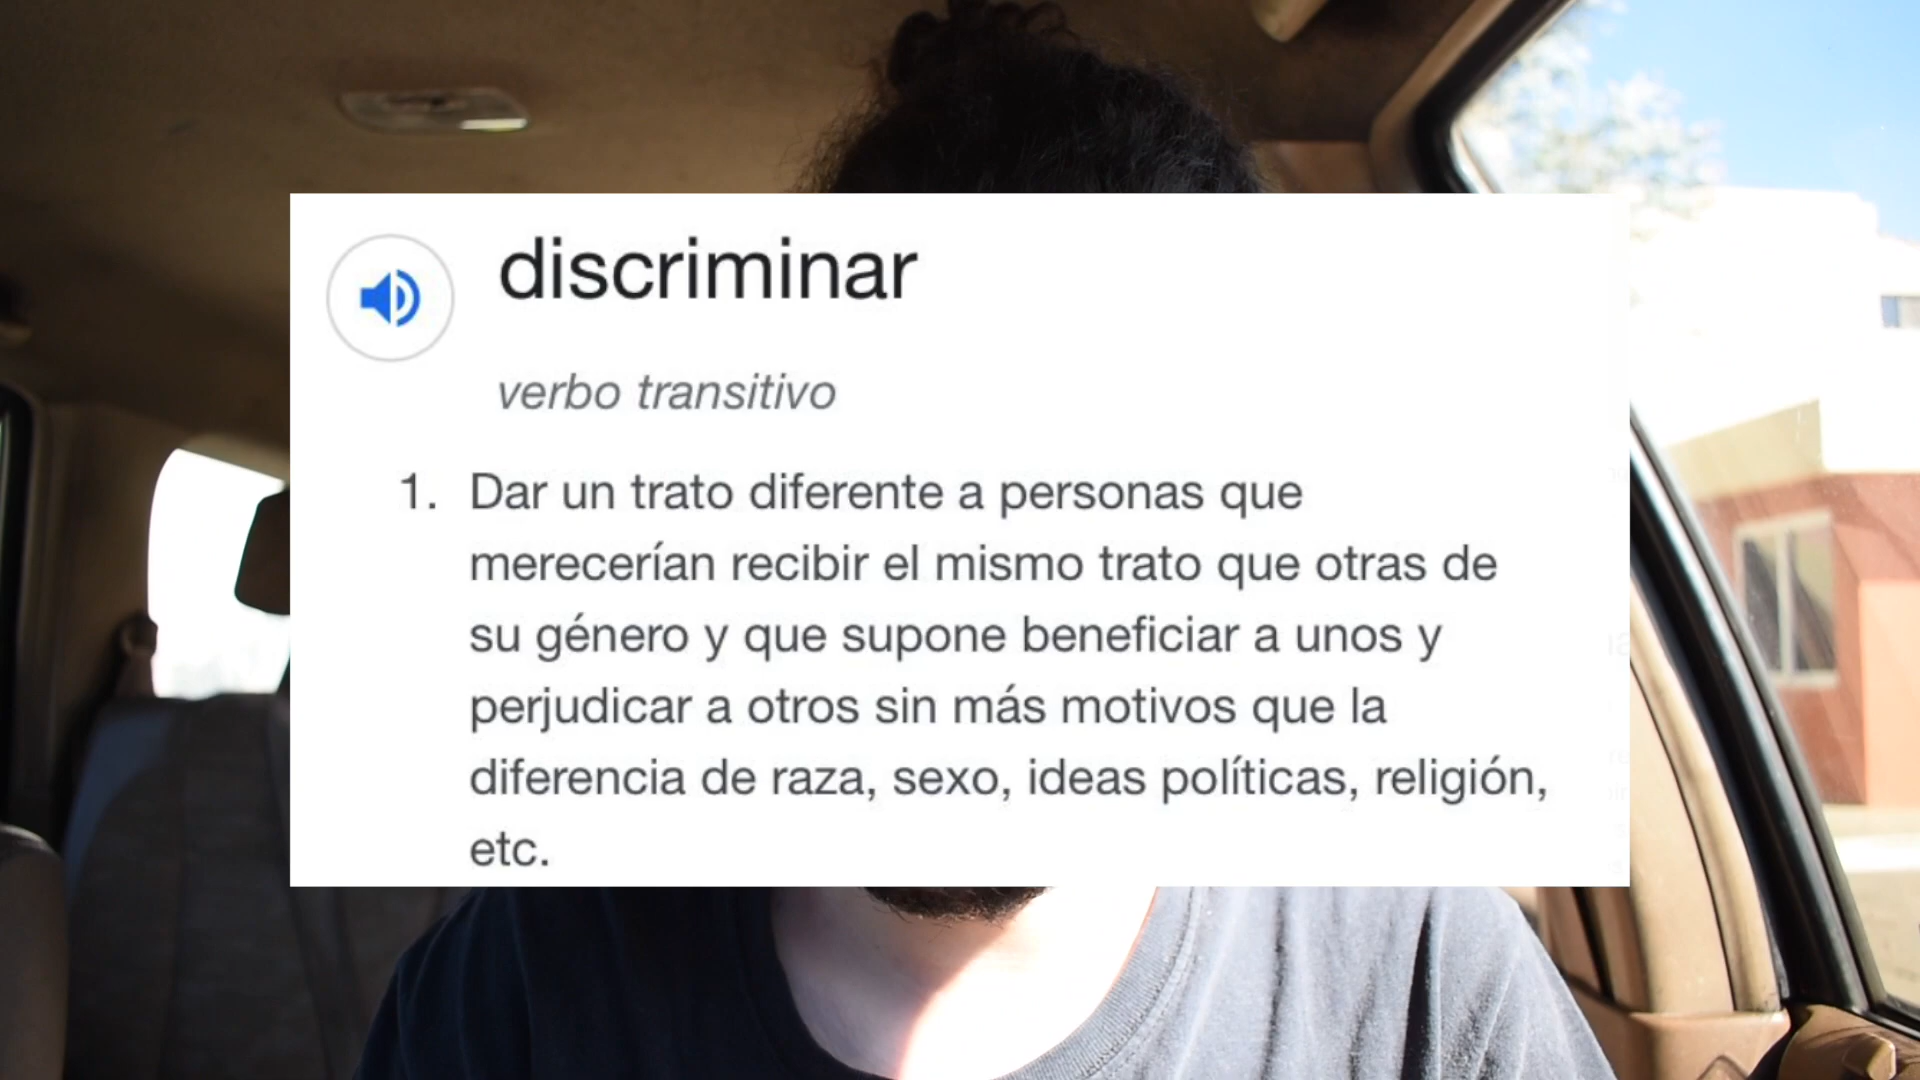 discriminar
verbo transitivo
1. Dar un trato diferente a personas que
merecerían recibir el mismo trato que otras de
su género y que supone beneficiar a unos y
perjudicar a otros sin más motivos que la
diferencia de raza, sexo, ideas políticas, religión,
etc.